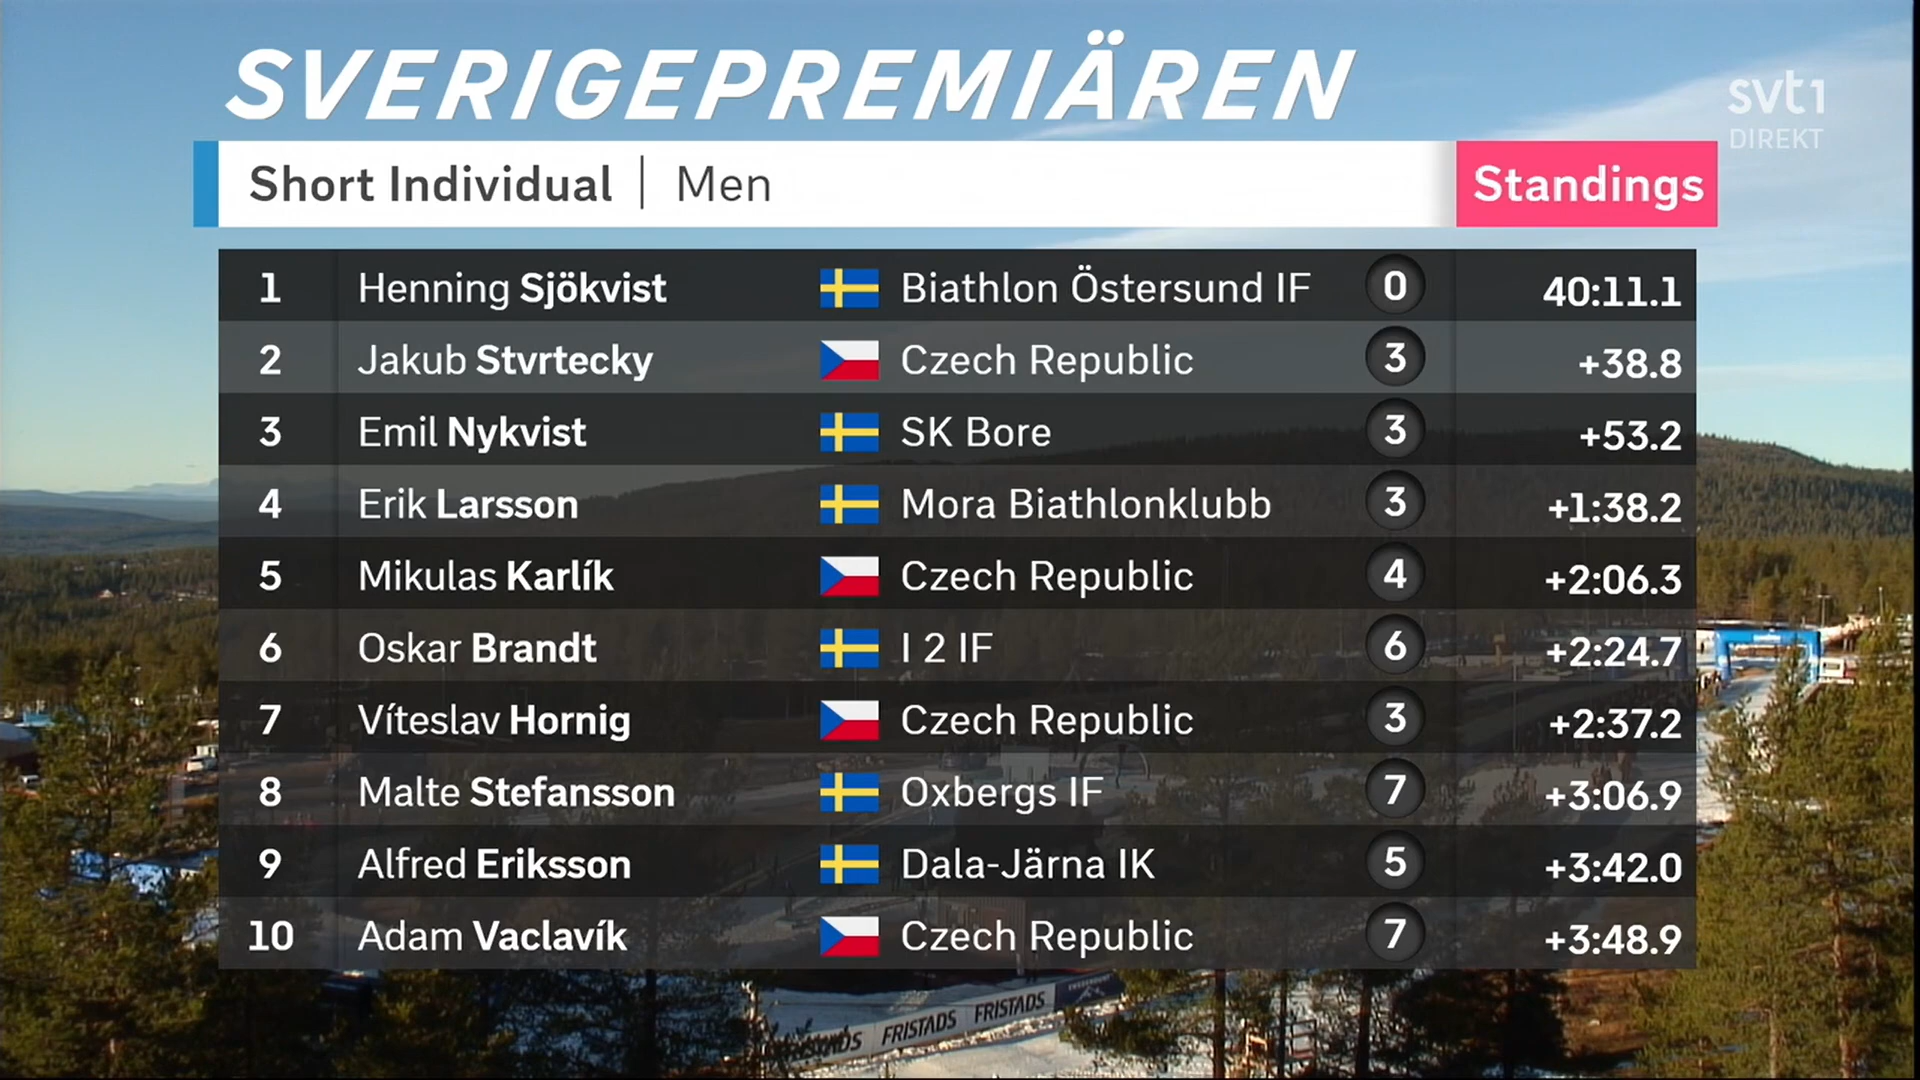 SVERIGEPREMIÄREN
svt1
DIREKT
Short Individual | Men Standings
1 Henning Sjökvist Biathlon Östersund IF 0 40:11.1
2 Jakub Stvrtecky Czech Republic 3 +38.8
3 Emil Nykvist SK Bore 3 +53.2
4 Erik Larsson Mora Biathlonklubb 3 +1:38.2
5 Mikulas Karlík Czech Republic 4 +2:06.3
6 Oskar Brandt I 2 IF 6 +2:24.7
7 Víteslav Hornig Czech Republic 3 +2:37.2
8 Malte Stefansson Oxbergs IF 7 +3:06.9
9 Alfred Eriksson Dala-Järna IK 5 +3:42.0
10 Adam Vaclavík Czech Republic 7 +3:48.9
FRISTADS FRISTADS